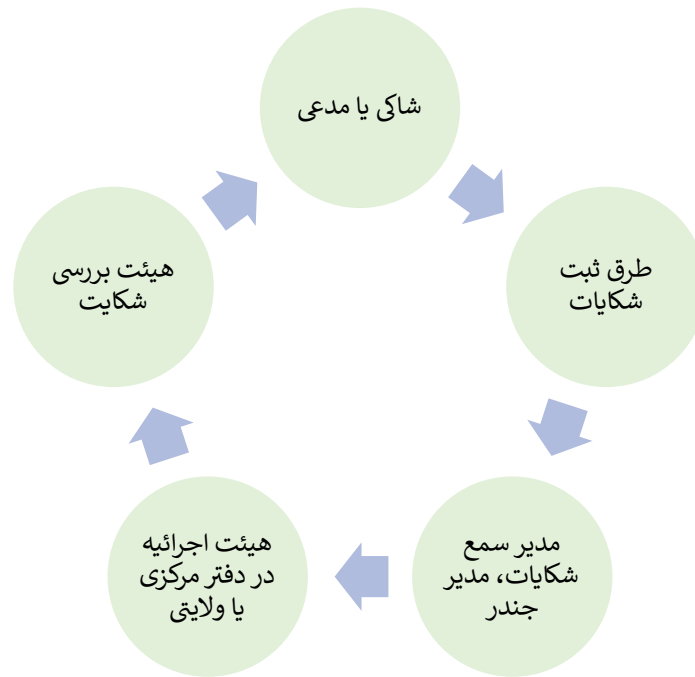 شاکی یا مدعی
طرق ثبت
شکایات
مدیر سمع
شکایات، مدیر
جندر
هیئت اجرائیه
در دفتر مرکزی
یا ولایتی
هیئت بررسی
شکایت